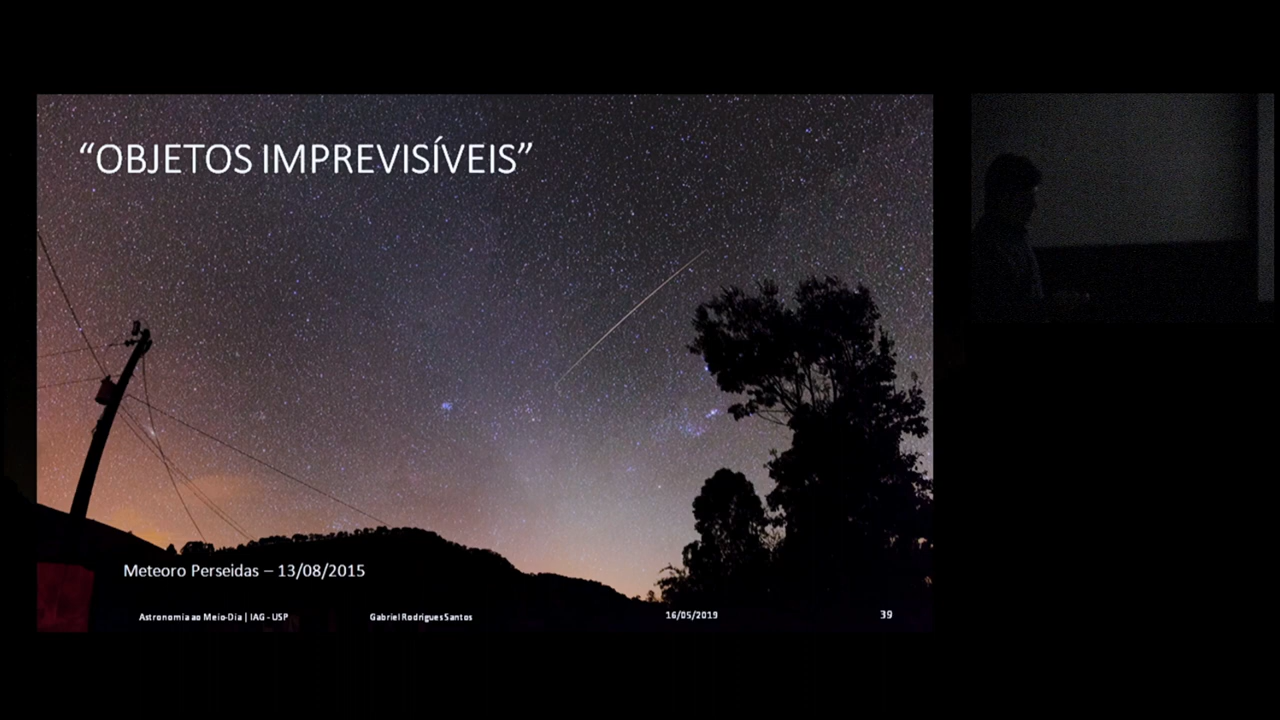 “OBJETOS IMPREVISÍVEIS”
Meteoro Perseidas – 13/08/2015
Astronomia ao Meio-Dia | IAG - USP
Gabriel Rodrigues Santos
16/05/2019
39